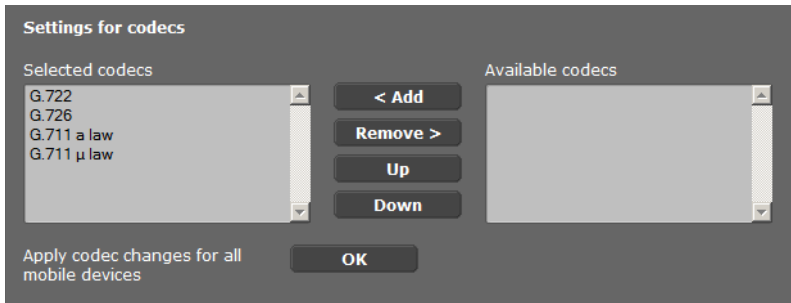 Settings for codecs
Selected codecs
Available codecs
G.722
G.726
G.711 a law
G.711 µ law
< Add
Remove >
Up
Down
Apply codec changes for all
mobile devices
OK